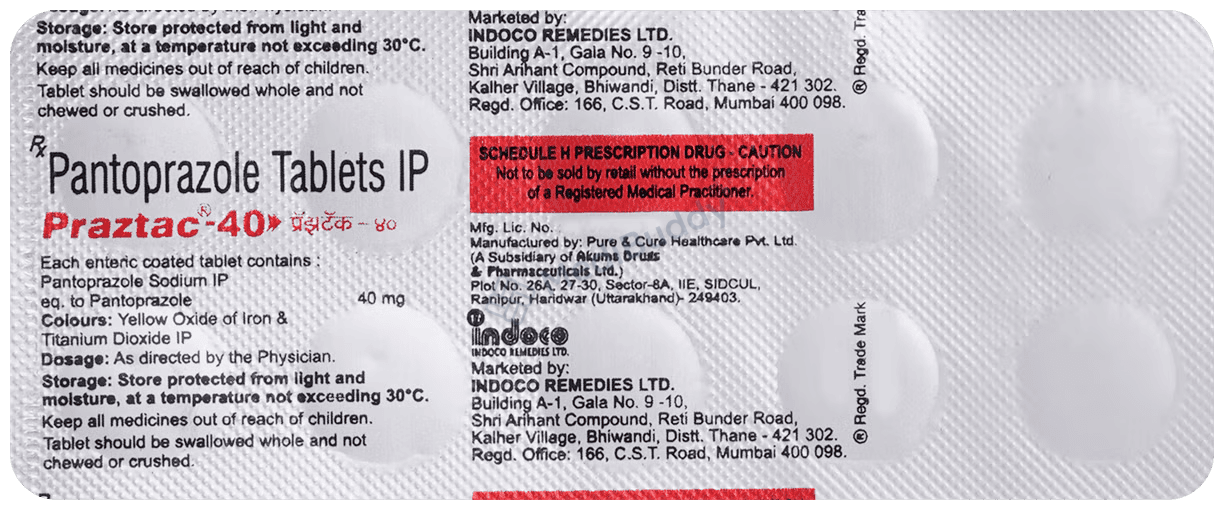 Storage: Store protected from light and
moisture, at a temperature not exceeding 30°C.
Keep all medicines out of reach of children.
Tablet should be swallowed whole and not
chewed or crushed.
Rx
Pantoprazole Tablets IP
Praztac®-40 प्रॅझटॅक - ४०
Each enteric coated tablet contains :
Pantoprazole Sodium IP
eq. to Pantoprazole 40 mg
Colours: Yellow Oxide of Iron &
Titanium Dioxide IP
Dosage: As directed by the Physician.
Storage: Store protected from light and
moisture, at a temperature not exceeding 30°C.
Keep all medicines out of reach of children.
Tablet should be swallowed whole and not
chewed or crushed.
Marketed by:
INDOCO REMEDIES LTD.
Building A-1, Gala No. 9 -10,
Shri Arihant Compound, Reti Bunder Road,
Kalher Village, Bhiwandi, Distt. Thane - 421 302.
Regd. Office: 166, C.S.T. Road, Mumbai 400 098.
SCHEDULE H PRESCRIPTION DRUG - CAUTION
Not to be sold by retail without the prescription
of a Registered Medical Practitioner.
Mfg. Lic. No.
Manufactured by: Pure & Cure Healthcare Pvt. Ltd.
(A Subsidiary of Akums Drugs
& Pharmaceuticals Ltd.)
Plot No. 26A, 27-30, Sector-8A, IIE, SIDCUL,
Ranipur, Haridwar (Uttarakhand)- 249403.
indoco
INDOCO REMEDIES LTD.
Marketed by:
INDOCO REMEDIES LTD.
Building A-1, Gala No. 9 -10,
Shri Arihant Compound, Reti Bunder Road,
Kalher Village, Bhiwandi, Distt. Thane - 421 302.
Regd. Office: 166, C.S.T. Road, Mumbai 400 098.
® Regd.
® Regd. Trade Mark